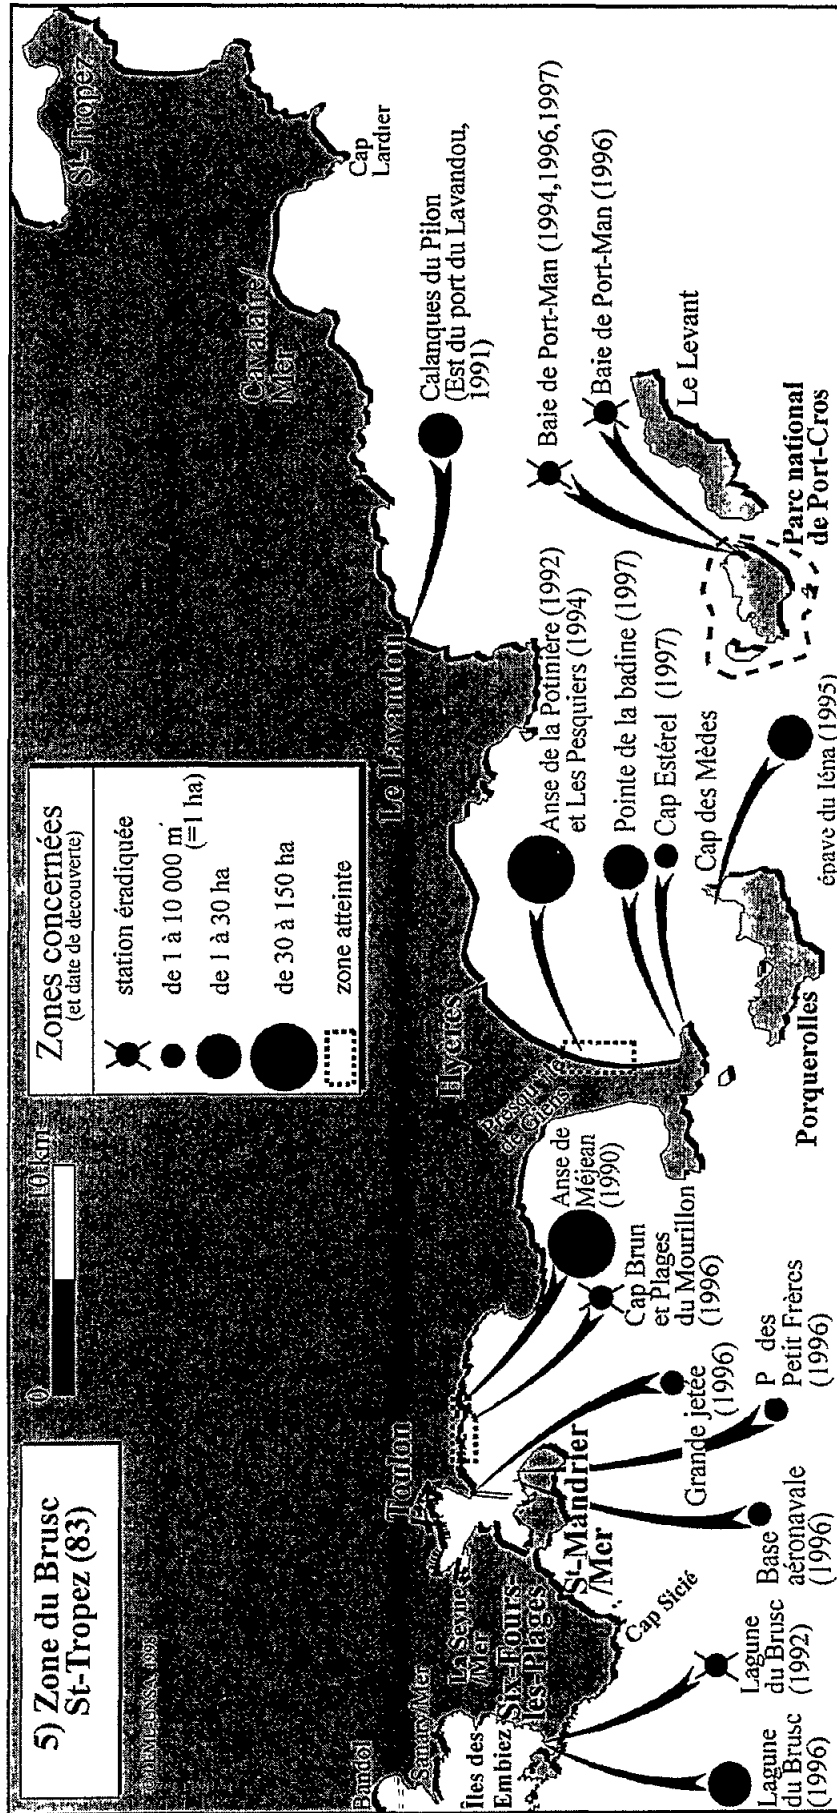 5) Zone du Brusc
St-Tropez (83)
0
10 km
Zones concernées
(et date de decouverte)
station éradiquée
de 1 à 10 000 m
(=1 ha)
de 1 à 30 ha
de 30 à 150 ha
zone atteinte
Bandol
Sanary/Mer
Îles des
Embiez
Six-Fours-
les-Plages
La Seyne
/Mer
Toulon
St-Mandrier
/Mer
Cap Sicié
Hyères
Presqu'île
de Giens
Le Lavandou
Cavalaire/
Mer
St-Tropez
Cap
Lardier
Lagune
du Brusc
(1996)
Lagune
du Brusc
(1992)
Base
aéronavale
(1996)
P des
Petit Frères
(1996)
Grande jetée
(1996)
Cap Brun
et Plages
du Mourillon
(1996)
Anse de
Méjean
(1990)
Anse de la Potinière (1992)
et Les Pesquiers (1994)
Pointe de la badine (1997)
Cap Estérel (1997)
Cap des Mèdes
épave du Iéna (1995)
Porquerolles
Calanques du Pilon
(Est du port du Lavandou,
1991)
Baie de Port-Man (1994,1996,1997)
Baie de Port-Man (1996)
Le Levant
Parc national
de Port-Cros